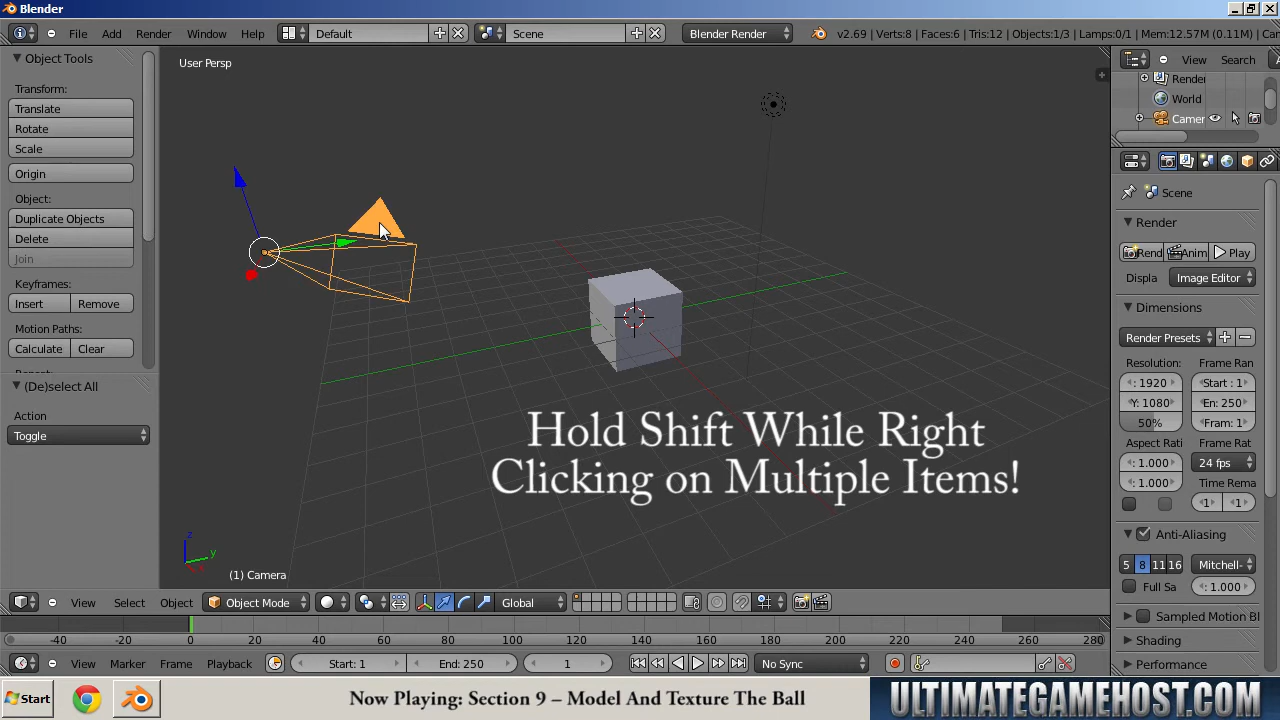 Blender
File Add Render Window Help Default Scene Blender Render v2.69 | Verts:8 | Faces:6 | Tris:12 | Objects:1/3 | Lamps:0/1 | Mem:12.57M (0.11M) | Can
Object Tools
Transform:
Translate
Rotate
Scale
Origin
Object:
Duplicate Objects
Delete
Join
Keyframes:
Insert Remove
Motion Paths:
Calculate Clear
(De)select All
Action
Toggle
User Persp
Hold Shift While Right
Clicking on Multiple Items!
z
y
(1) Camera
View Search
Render
World
Camer
Scene
Render
Rend Anim Play
Displa Image Editor
Dimensions
Render Presets
Resolution: Frame Ran
: 1920 Start : 1
Y: 1080 En: 250
50% Fram: 1
Aspect Rati Frame Rat
: 1.000 24 fps
: 1.000 Time Rema
1 1
Anti-Aliasing
5 8 11 16 Mitchell-
Full Sa : 1.000
Sampled Motion Bl
Shading
Performance
View Select Object Object Mode Global
-40 -20 0 20 40 60 80 100 120 140 160 180 200 220 240 260 280
View Marker Frame Playback Start: 1 End: 250 1 No Sync
Start
Now Playing: Section 9 – Model And Texture The Ball
ULTIMATEGAMEHOST.COM